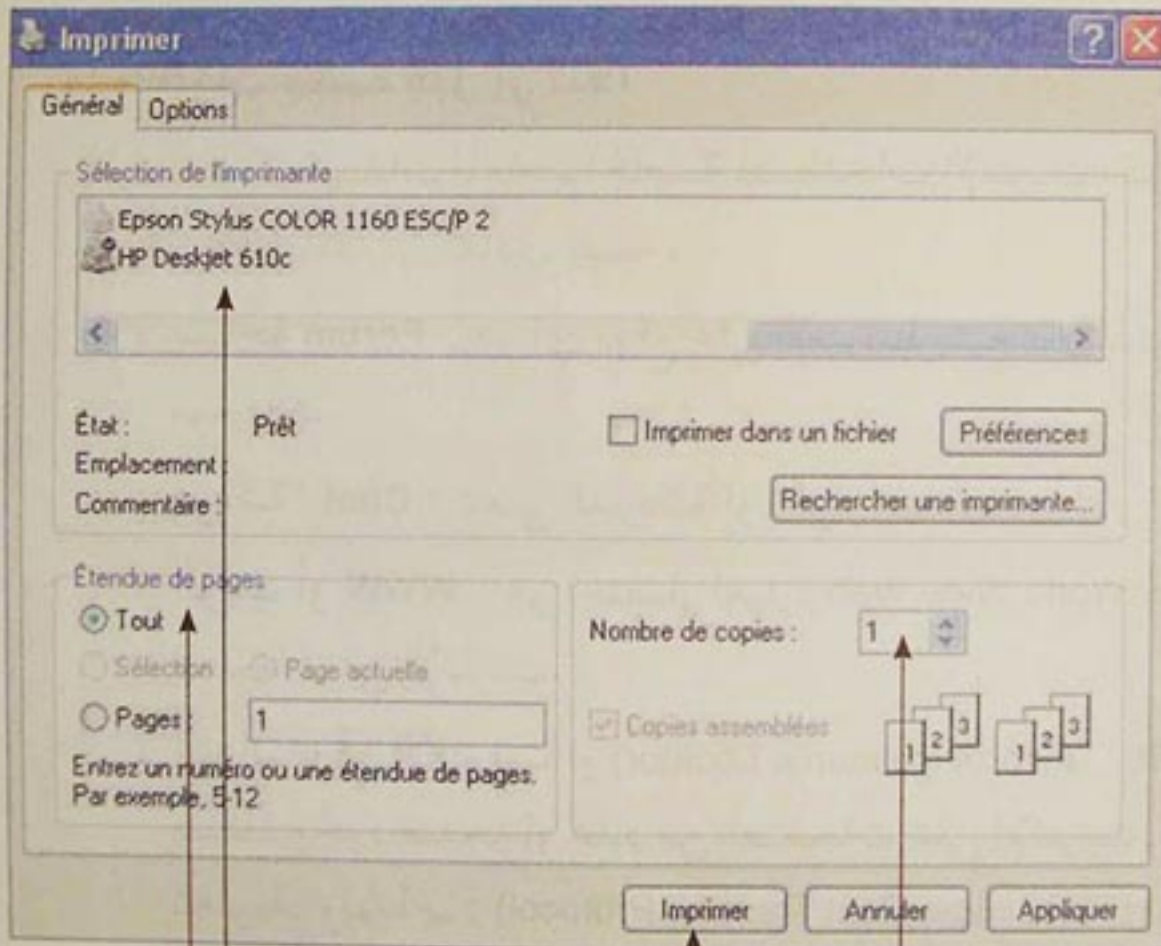 Imprimer
Général Options
Sélection de l'imprimante
Epson Stylus COLOR 1160 ESC/P 2
HP Deskjet 610c
État : Prêt
Imprimer dans un fichier Préférences
Emplacement :
Commentaire :
Rechercher une imprimante...
Étendue de pages
Tout
Sélection Page actuelle
Pages : 1
Entrez un numéro ou une étendue de pages.
Par exemple, 5-12
Nombre de copies : 1
Copies assemblées
1 2 3 1 2 3
Imprimer Annuler Appliquer